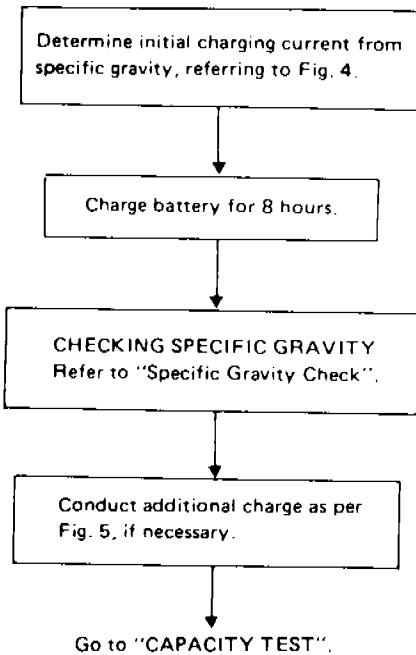 Determine initial charging current from
specific gravity, referring to Fig. 4.
Charge battery for 8 hours.
CHECKING SPECIFIC GRAVITY
Refer to "Specific Gravity Check".
Conduct additional charge as per
Fig. 5, if necessary.
Go to "CAPACITY TEST".